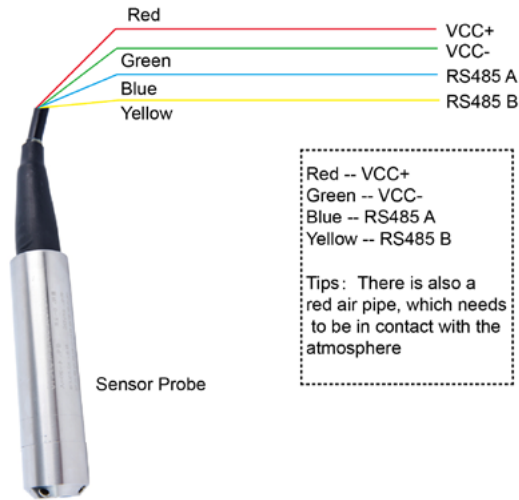 Red
VCC+
VCC-
Green
RS485 A
Blue
RS485 B
Yellow
Red -- VCC+
Green -- VCC-
Blue -- RS485 A
Yellow -- RS485 B
Tips: There is also a
red air pipe, which needs
to be in contact with the
atmosphere
Sensor Probe